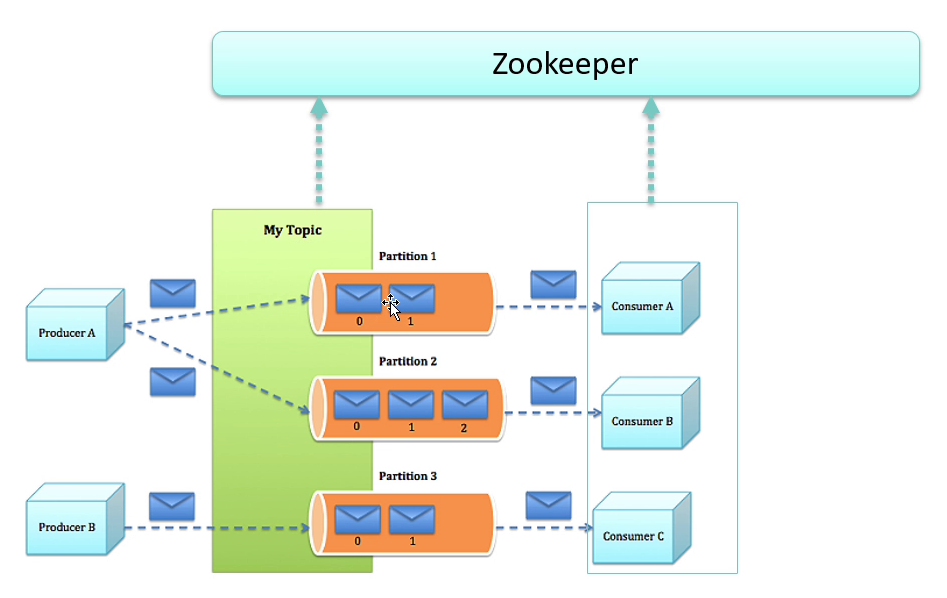 Zookeeper
My Topic
Partition 1
0 1
Producer A
Consumer A
Partition 2
0 1 2
Consumer B
Partition 3
0 1
Producer B
Consumer C